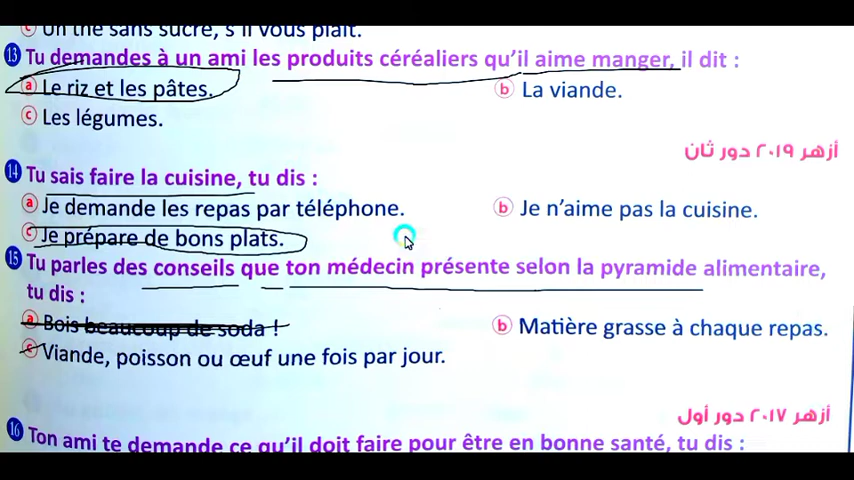 c Un thé sans sucre, s'il vous plaît.
13 Tu demandes à un ami les produits céréaliers qu'il aime manger, il dit :
a Le riz et les pâtes.
b La viande.
c Les légumes.
أزهر ٢٠١٩ دور ثان
14 Tu sais faire la cuisine, tu dis :
a Je demande les repas par téléphone.
b Je n'aime pas la cuisine.
c Je prépare de bons plats.
15 Tu parles des conseils que ton médecin présente selon la pyramide alimentaire,
tu dis :
a Bois beaucoup de soda !
b Matière grasse à chaque repas.
c Viande, poisson ou œuf une fois par jour.
أزهر ٢٠١٧ دور أول
16 Ton ami te demande ce qu'il doit faire pour être en bonne santé, tu dis :